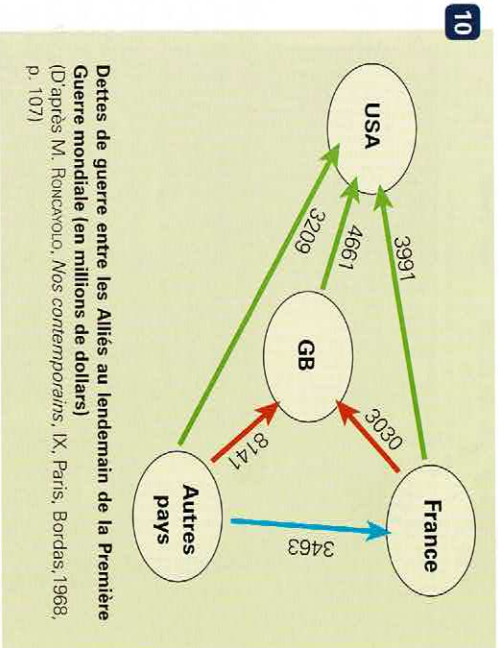 10
USA
3991
4661
3209
GB
3030
8141
France
3463
Autres
pays
Dettes de guerre entre les Alliés au lendemain de la Première
Guerre mondiale (en millions de dollars)
(D'après M. RONCAYOLO, Nos contemporains, IX, Paris, Bordas,1968,
p. 107)